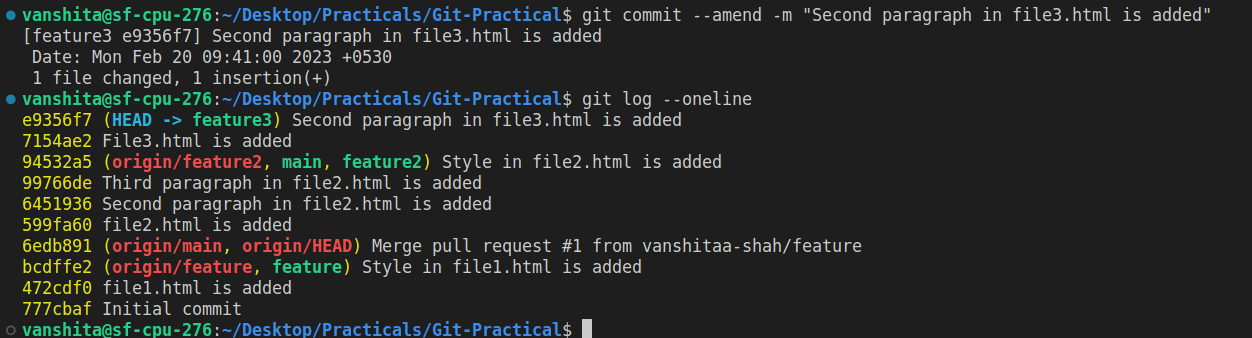 vanshita@sf-cpu-276:~/Desktop/Practicals/Git-Practical$ git commit --amend -m "Second paragraph in file3.html is added"
[feature3 e9356f7] Second paragraph in file3.html is added
 Date: Mon Feb 20 09:41:00 2023 +0530
 1 file changed, 1 insertion(+)
vanshita@sf-cpu-276:~/Desktop/Practicals/Git-Practical$ git log --oneline
e9356f7 (HEAD -> feature3) Second paragraph in file3.html is added
7154ae2 File3.html is added
94532a5 (origin/feature2, main, feature2) Style in file2.html is added
99766de Third paragraph in file2.html is added
6451936 Second paragraph in file2.html is added
599fa60 file2.html is added
6edb891 (origin/main, origin/HEAD) Merge pull request #1 from vanshitaa-shah/feature
bcdffe2 (origin/feature, feature) Style in file1.html is added
472cdf0 file1.html is added
777cbaf Initial commit
vanshita@sf-cpu-276:~/Desktop/Practicals/Git-Practical$